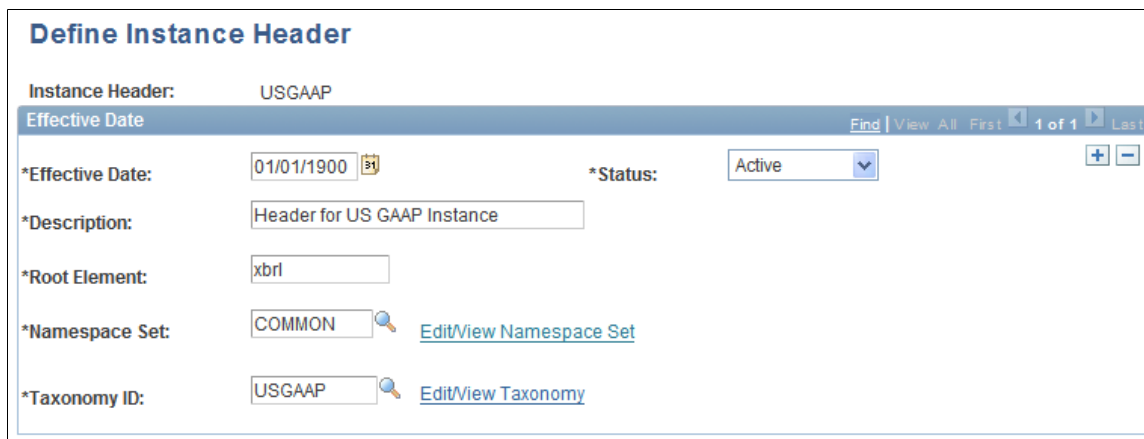 Define Instance Header
Instance Header: USGAAP
Effective Date Find | View All First 1 of 1 Last
*Effective Date: 01/01/1900 31 *Status: Active
*Description: Header for US GAAP Instance
*Root Element: xbrl
*Namespace Set: COMMON Edit/View Namespace Set
*Taxonomy ID: USGAAP Edit/View Taxonomy